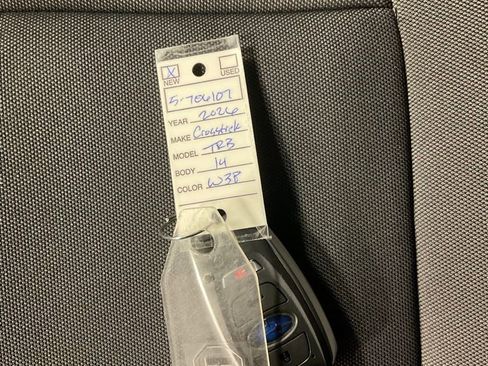 X
NEW
USED
5-706107
YEAR 2026
MAKE Crosstrek
MODEL TRB
BODY 14
COLOR W38